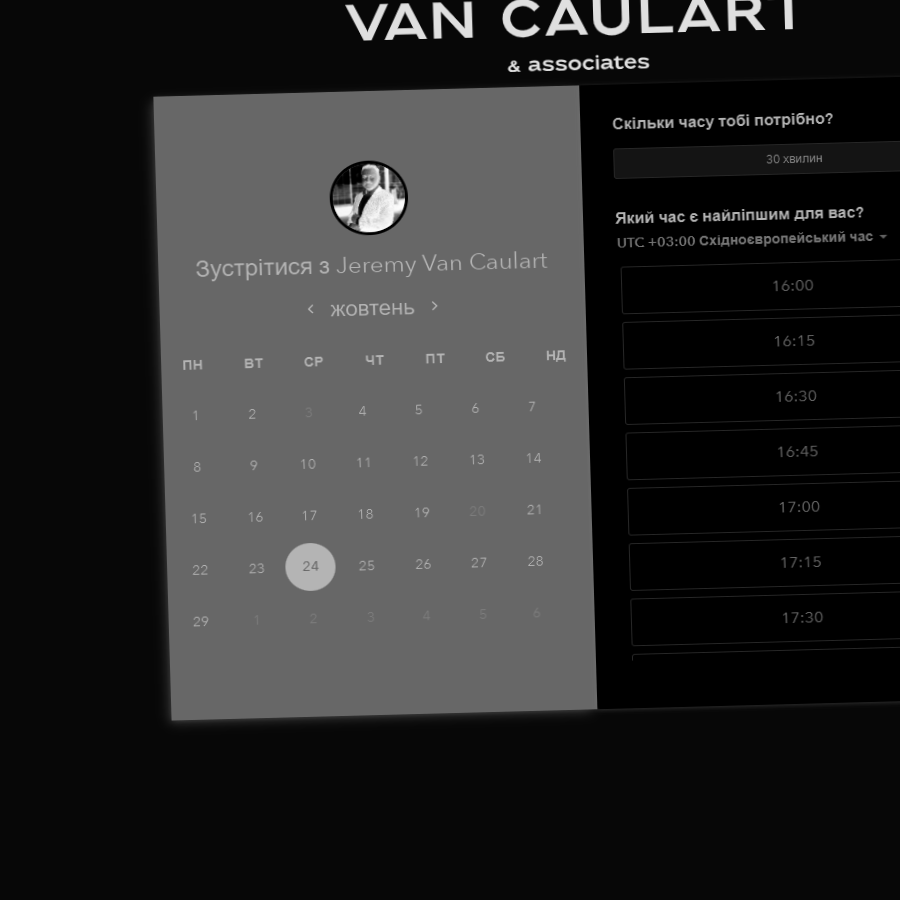 VAN CAULART
& associates
Зустрітися з Jeremy Van Caulart
жовтень
ПН ВТ СР ЧТ ПТ СБ НД
1 2 3 4 5 6 7
8 9 10 11 12 13 14
15 16 17 18 19 20 21
22 23 24 25 26 27 28
29 1 2 3 4 5 6
Скільки часу тобі потрібно?
30 хвилин
Який час є найліпшим для вас?
UTC +03:00 Східноєвропейський час
16:00
16:15
16:30
16:45
17:00
17:15
17:30